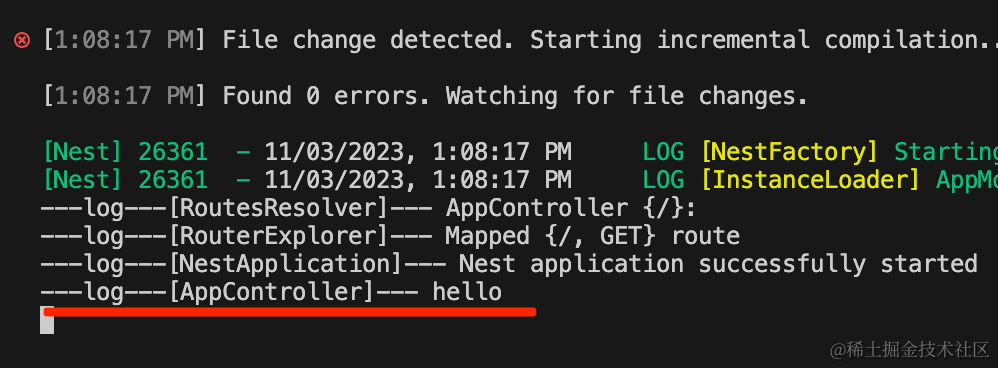 [1:08:17 PM] File change detected. Starting incremental compilation..
[1:08:17 PM] Found 0 errors. Watching for file changes.
[Nest] 26361  - 11/03/2023, 1:08:17 PM     LOG [NestFactory] Starting
[Nest] 26361  - 11/03/2023, 1:08:17 PM     LOG [InstanceLoader] AppMo
---log---[RoutesResolver]--- AppController {/}:
---log---[RouterExplorer]--- Mapped {/, GET} route
---log---[NestApplication]--- Nest application successfully started
---log---[AppController]--- hello
@稀土掘金技术社区